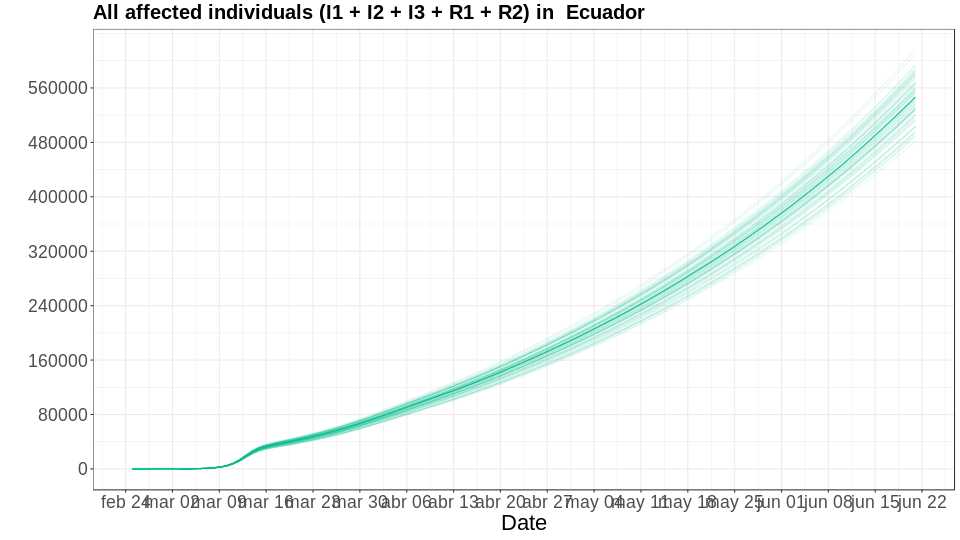 All affected individuals (I1 + I2 + I3 + R1 + R2) in  Ecuador
560000
480000
400000
320000
240000
160000
80000
0
feb 24 mar 02 mar 09 mar 16 mar 23 mar 30 abr 06 abr 13 abr 20 abr 27 may 04 may 11 may 18 may 25 jun 01 jun 08 jun 15 jun 22
Date